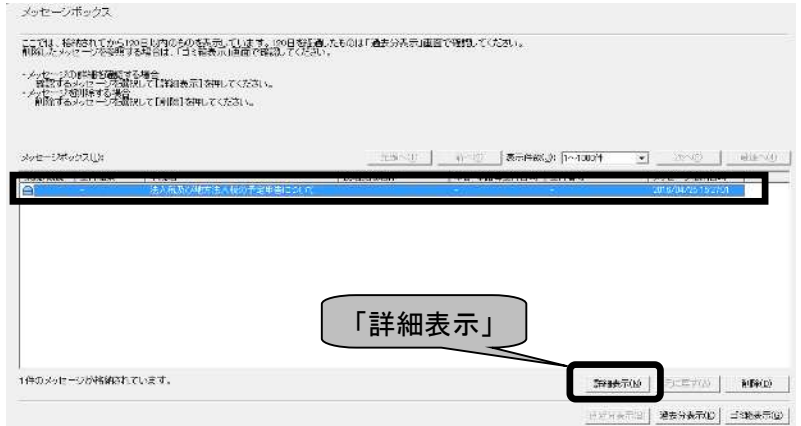 メッセージボックス
ここでは、格納されてから120日以内のものを表示しています。120日を経過したものは「過去分表示」画面で確認してください。
削除したメッセージを参照する場合は、「ゴミ箱表示」画面で確認してください。
・メッセージの詳細を確認する場合
確認するメッセージを選択して【詳細表示】を押してください。
・メッセージを削除する場合
削除するメッセージを選択して【削除】を押してください。
メッセージボックス(L): 表示件数(J): 1~1000件
法人税及び地方法人税の予定申告について
「詳細表示」
1件のメッセージが格納されています。
詳細表示(N) 元に戻す(A) 削除(D)
過去分表示(K) ゴミ箱表示(G)